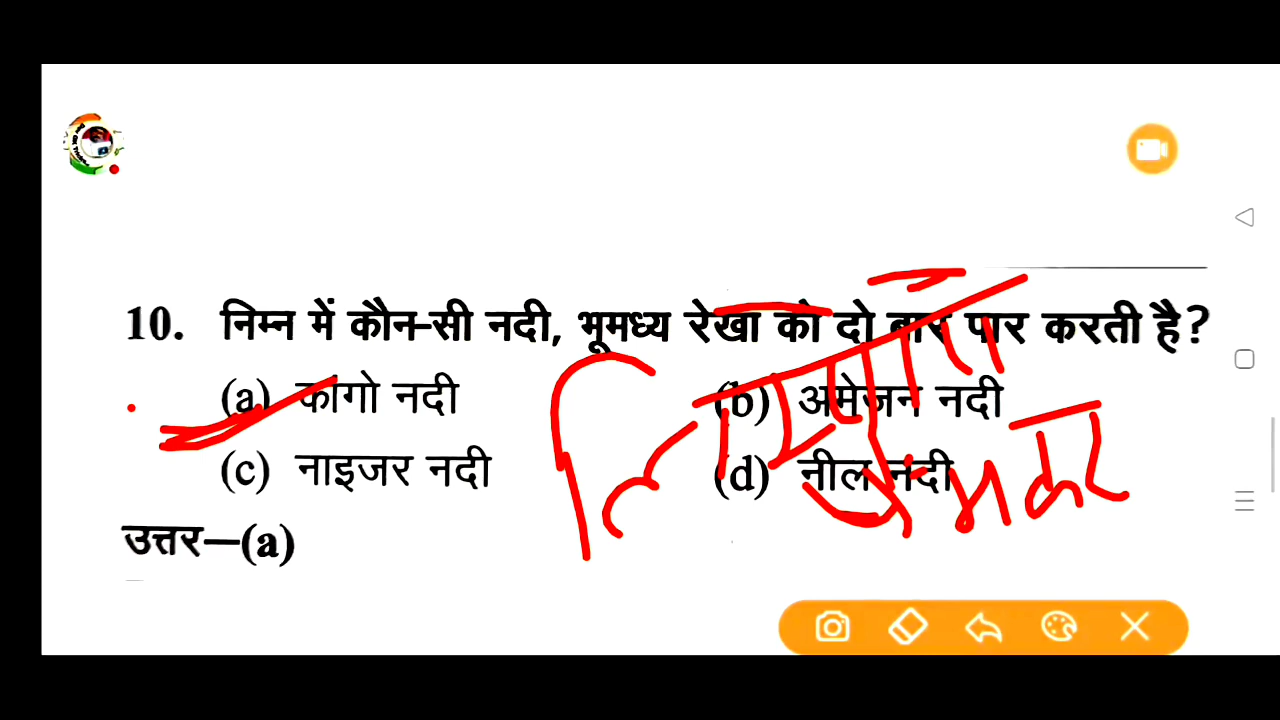 10. निम्न में कौन-सी नदी, भूमध्य रेखा को दो बार पार करती है?
(a) कांगो नदी (b) अमेजन नदी
(c) नाइजर नदी (d) नील नदी
उत्तर—(a)